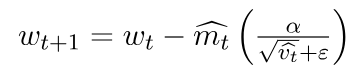 $w_{t+1} = w_t - \widehat{m_t} \left( \frac{\alpha}{\sqrt{\widehat{v_t}} + \varepsilon} \right)$